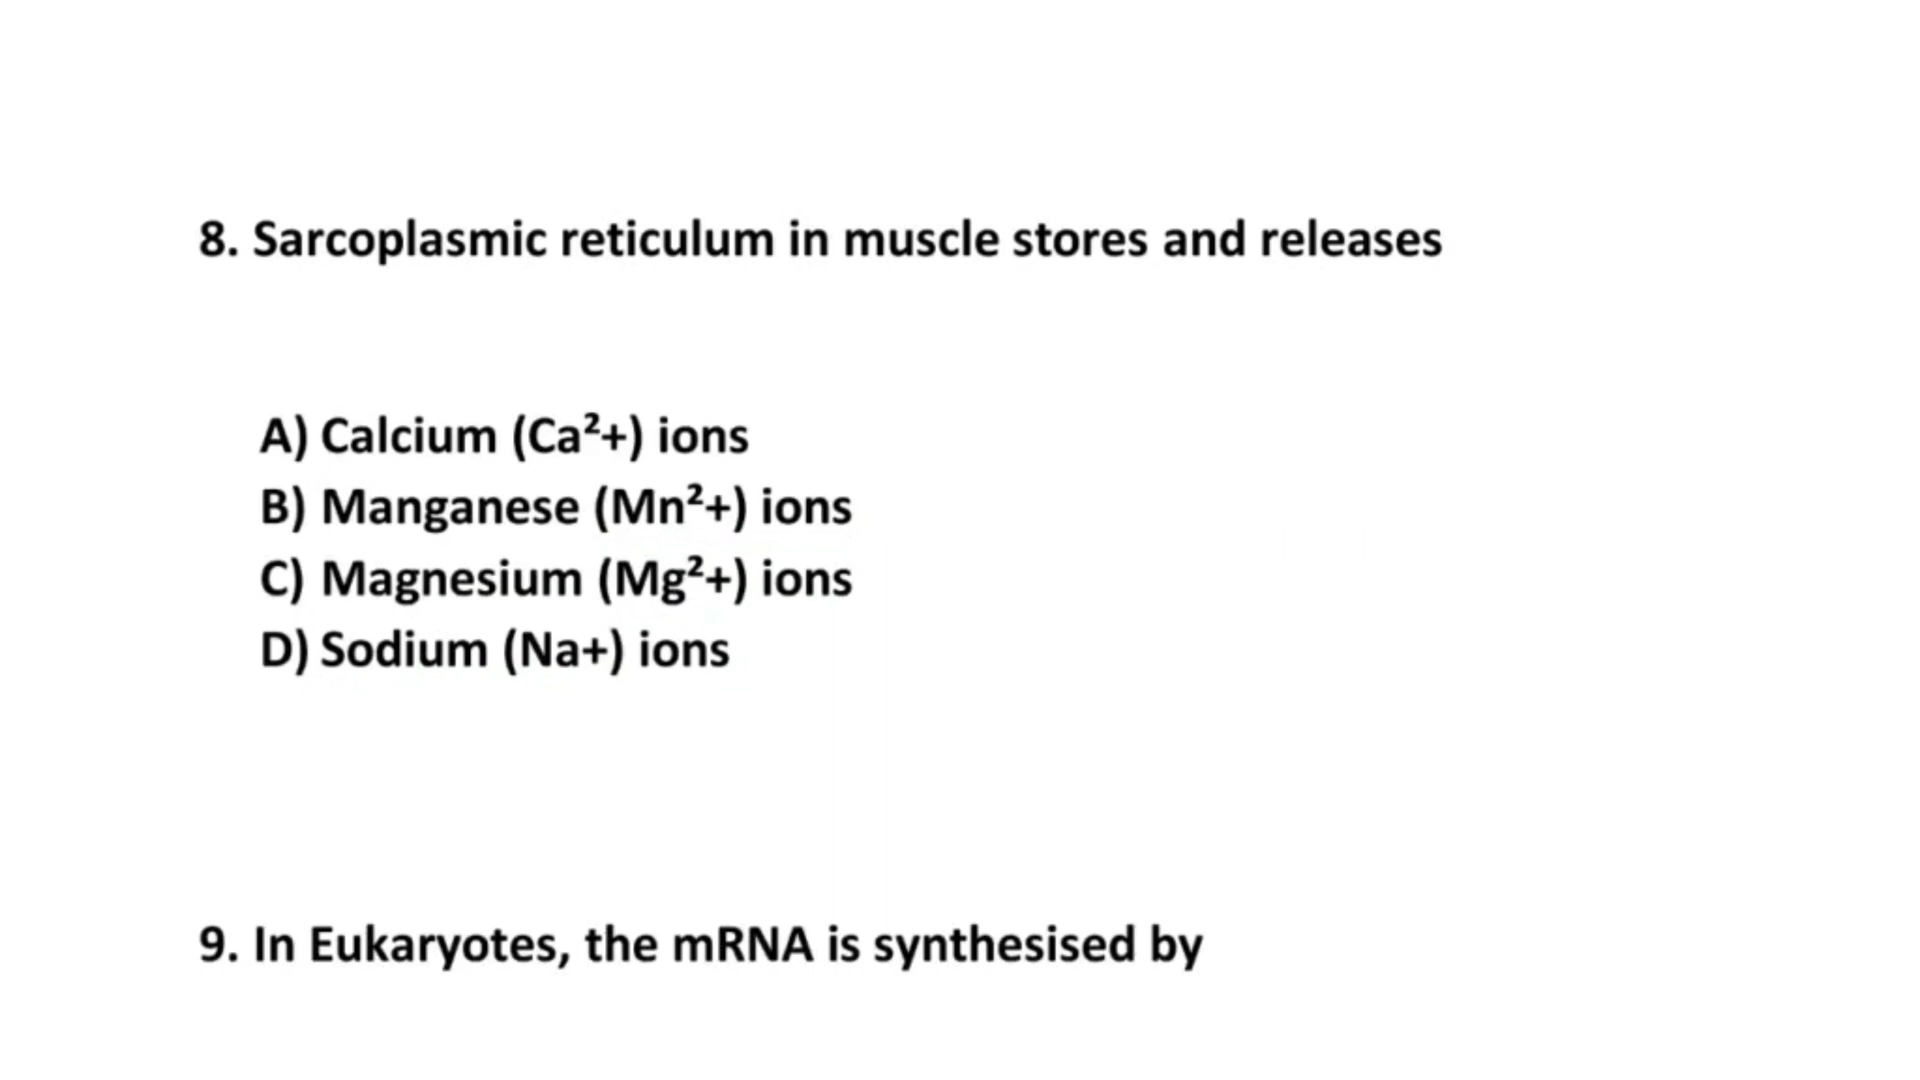 8. Sarcoplasmic reticulum in muscle stores and releases
A) Calcium (Ca²+) ions
B) Manganese (Mn²+) ions
C) Magnesium (Mg²+) ions
D) Sodium (Na+) ions
9. In Eukaryotes, the mRNA is synthesised by